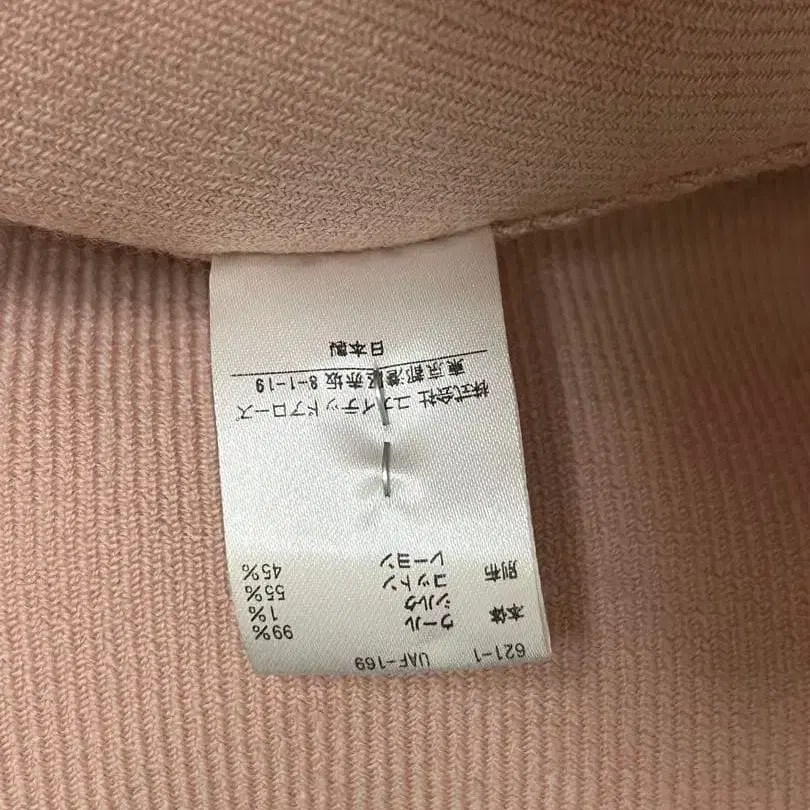 621-1 UAF-169
本体 ウール 99%
シルク 1%
別布 コットン 55%
レーヨン 45%
株式会社 ユナイテッドアローズ
東京都港区赤坂 8-1-19
日本製